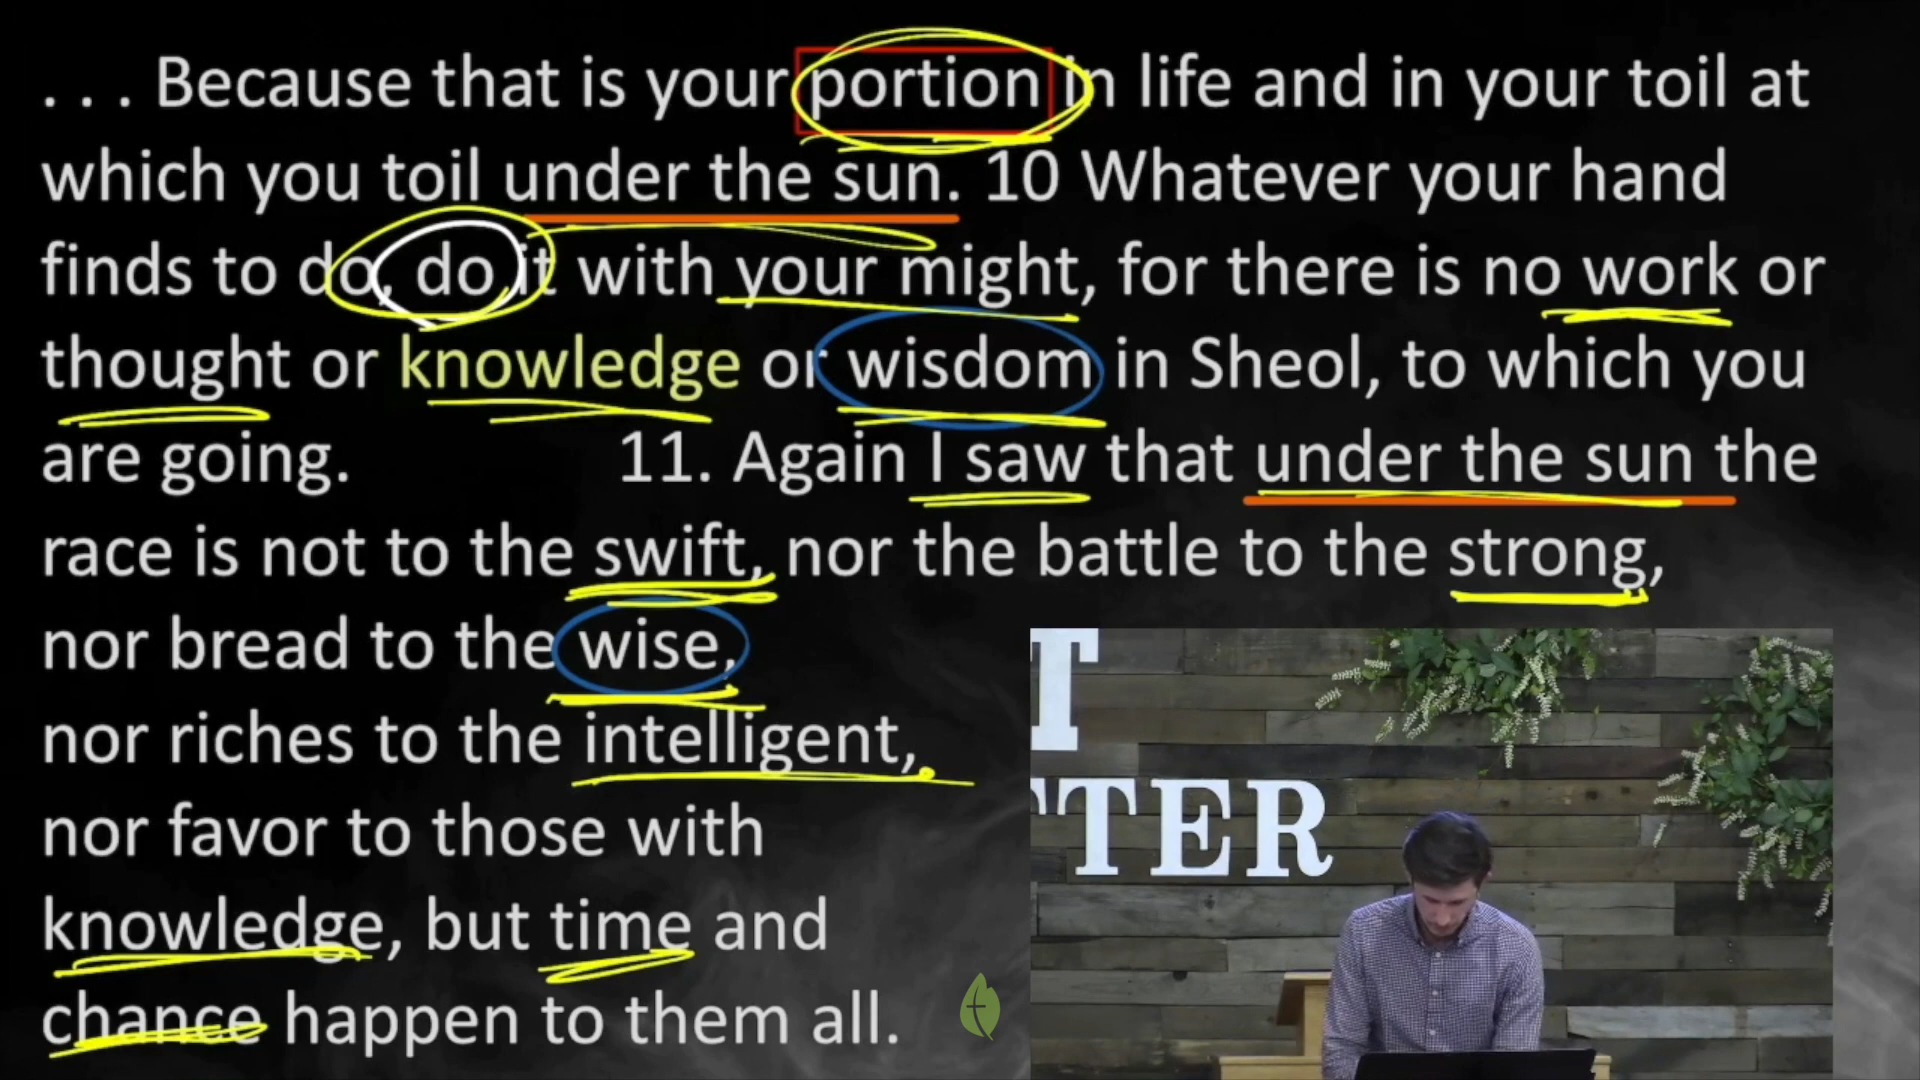 . . . Because that is your portion in life and in your toil at
which you toil under the sun. 10 Whatever your hand
finds to do, do it with your might, for there is no work or
thought or knowledge or wisdom in Sheol, to which you
are going. 11. Again I saw that under the sun the
race is not to the swift, nor the battle to the strong,
nor bread to the wise,
nor riches to the intelligent,
nor favor to those with
knowledge, but time and
chance happen to them all.
T
TTER